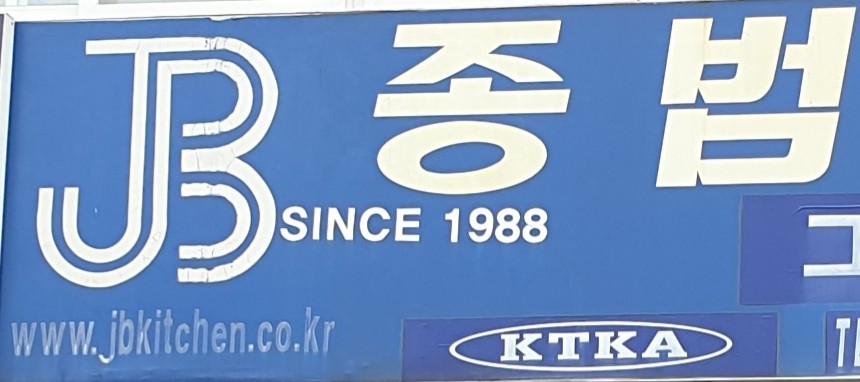 JB 종범
SINCE 1988
www.jbkitchen.co.kr
KTKA